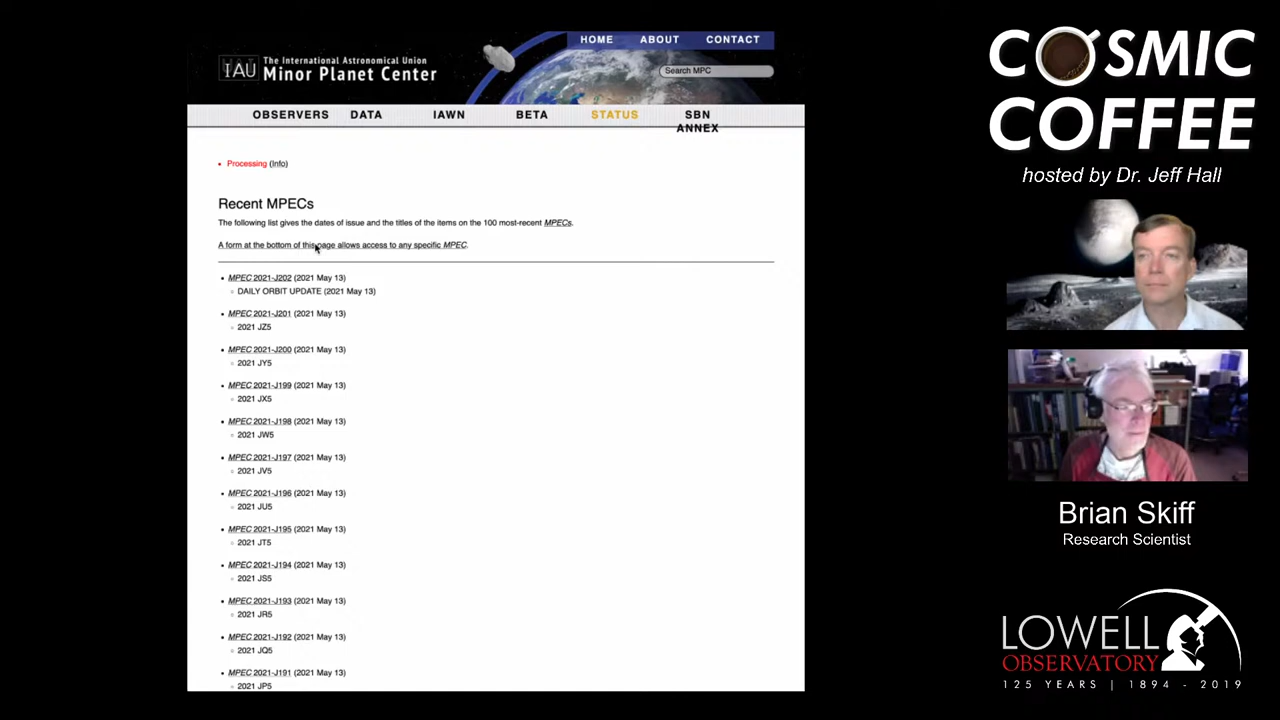 HOME ABOUT CONTACT
IAU
The International Astronomical Union
Minor Planet Center
Search MPC
OBSERVERS DATA IAWN BETA STATUS SBN ANNEX
• Processing (Info)
Recent MPECs
The following list gives the dates of issue and the titles of the items on the 100 most-recent MPECs.
A form at the bottom of this page allows access to any specific MPEC.
• MPEC 2021-J202 (2021 May 13)
○ DAILY ORBIT UPDATE (2021 May 13)
• MPEC 2021-J201 (2021 May 13)
○ 2021 JZ5
• MPEC 2021-J200 (2021 May 13)
○ 2021 JY5
• MPEC 2021-J199 (2021 May 13)
○ 2021 JX5
• MPEC 2021-J198 (2021 May 13)
○ 2021 JW5
• MPEC 2021-J197 (2021 May 13)
○ 2021 JV5
• MPEC 2021-J196 (2021 May 13)
○ 2021 JU5
• MPEC 2021-J195 (2021 May 13)
○ 2021 JT5
• MPEC 2021-J194 (2021 May 13)
○ 2021 JS5
• MPEC 2021-J193 (2021 May 13)
○ 2021 JR5
• MPEC 2021-J192 (2021 May 13)
○ 2021 JQ5
• MPEC 2021-J191 (2021 May 13)
○ 2021 JP5
COSMIC
COFFEE
hosted by Dr. Jeff Hall
Brian Skiff
Research Scientist
LOWELL
OBSERVATORY
125 YEARS | 1894 - 2019